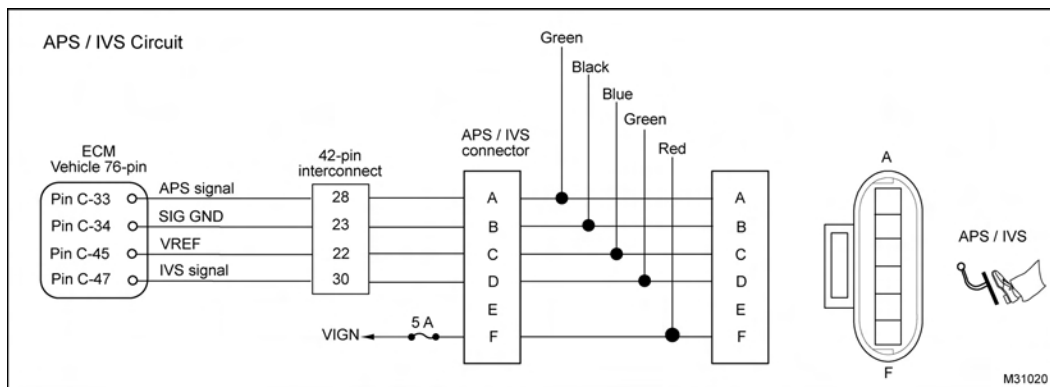 APS / IVS Circuit
Green
Black
Blue
Green
Red
ECM
Vehicle 76-pin
42-pin
interconnect
APS / IVS
connector
Pin C-33
APS signal
28
A
A
Pin C-34
SIG GND
23
B
B
Pin C-45
VREF
22
C
C
Pin C-47
IVS signal
30
D
D
E
E
VIGN
5 A
F
F
A
APS / IVS
F
M31020